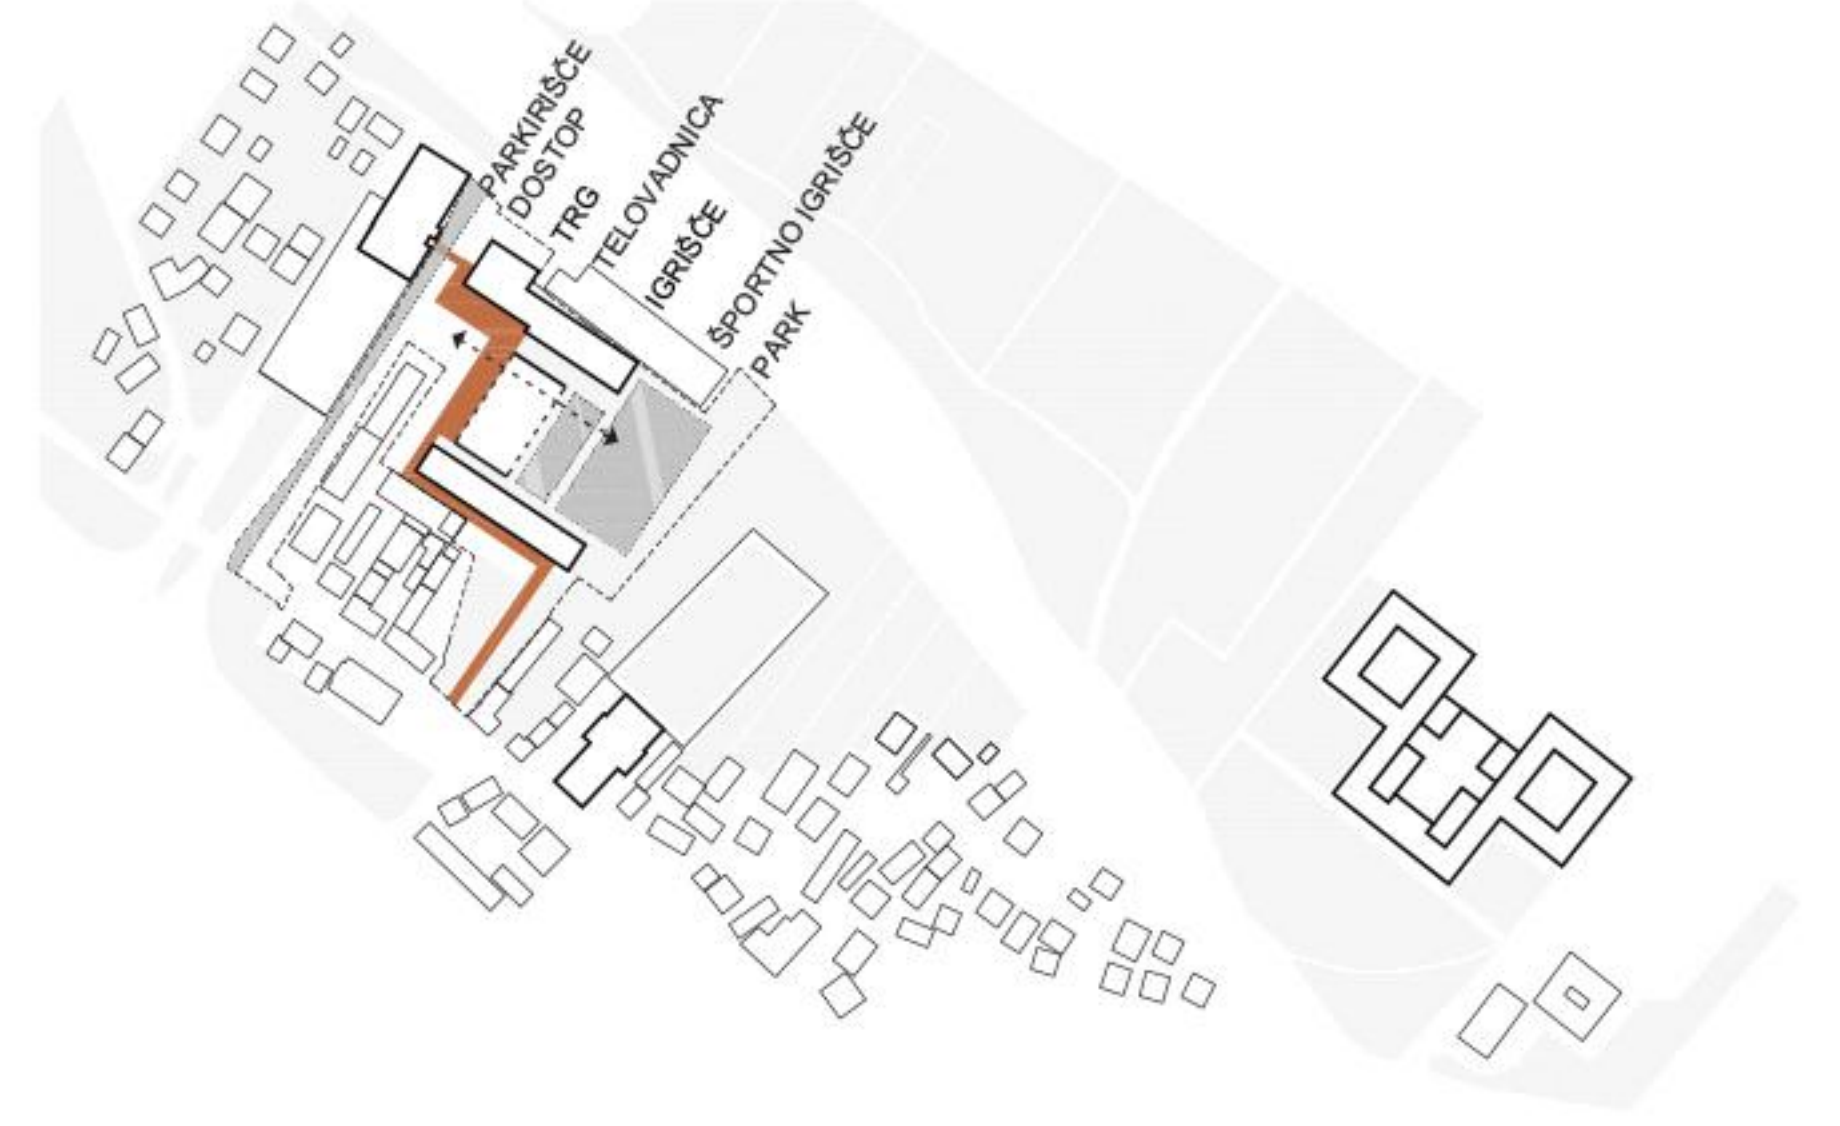 PARKIRIŠČE
DOSTOP
TRG
TELOVADNICA
IGRIŠČE
ŠPORTNO IGRIŠČE
PARK